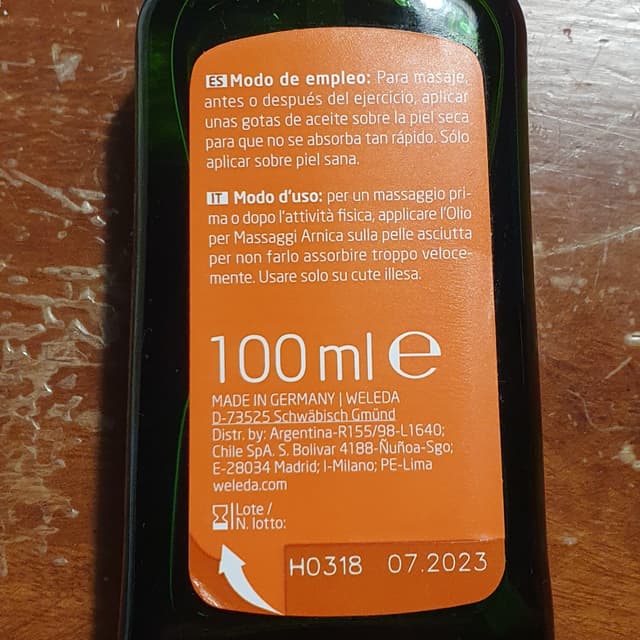 ES Modo de empleo: Para masaje,
antes o después del ejercicio, aplicar
unas gotas de aceite sobre la piel seca
para que no se absorba tan rápido. Sólo
aplicar sobre piel sana.
IT Modo d'uso: per un massaggio pri-
ma o dopo l'attività fisica, applicare l'Olio
per Massaggi Arnica sulla pelle asciutta
per non farlo assorbire troppo veloce-
mente. Usare solo su cute illesa.
100 ml e
MADE IN GERMANY | WELEDA
D-73525 Schwäbisch Gmünd
Distr. by: Argentina-R155/98-L1640;
Chile SpA. S. Bolivar 4188-Ñuñoa-Sgo;
E-28034 Madrid; I-Milano; PE-Lima
weleda.com
Lote /
N. lotto:
H0318 07.2023